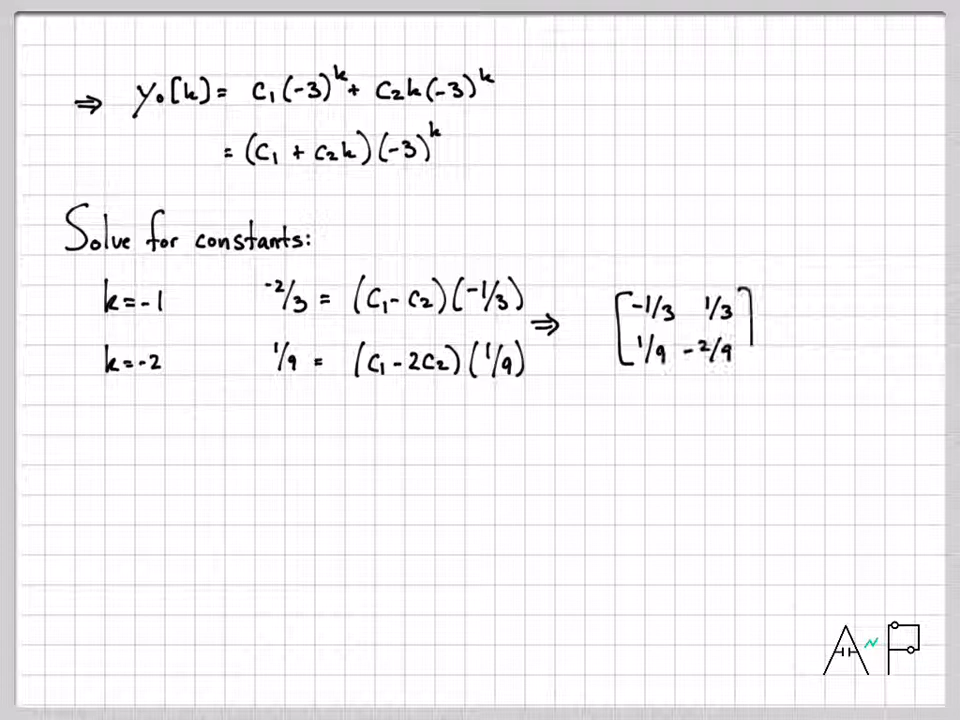 ⇒ y₀[k] = c₁(-3)^k + c₂k(-3)^k
= (c₁ + c₂k)(-3)^k
Solve for constants:
k=-1 -2/3 = (c₁ - c₂)(-1/3) ⇒ [-1/3 1/3
k=-2 1/9 = (c₁ - 2c₂)(1/9) 1/9 -2/9